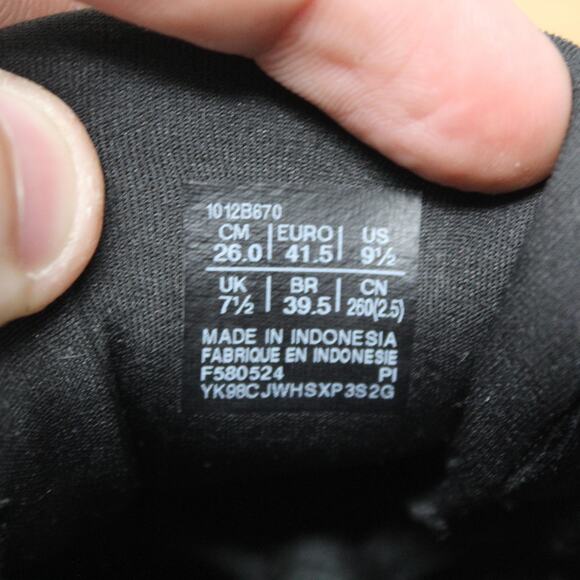 1012B670
CM | EURO | US
26.0 | 41.5 | 9½
UK | BR | CN
7½ | 39.5 | 260(2.5)
MADE IN INDONESIA
FABRIQUE EN INDONESIE
F580524 PI
YK98CJWHSXP3S2G